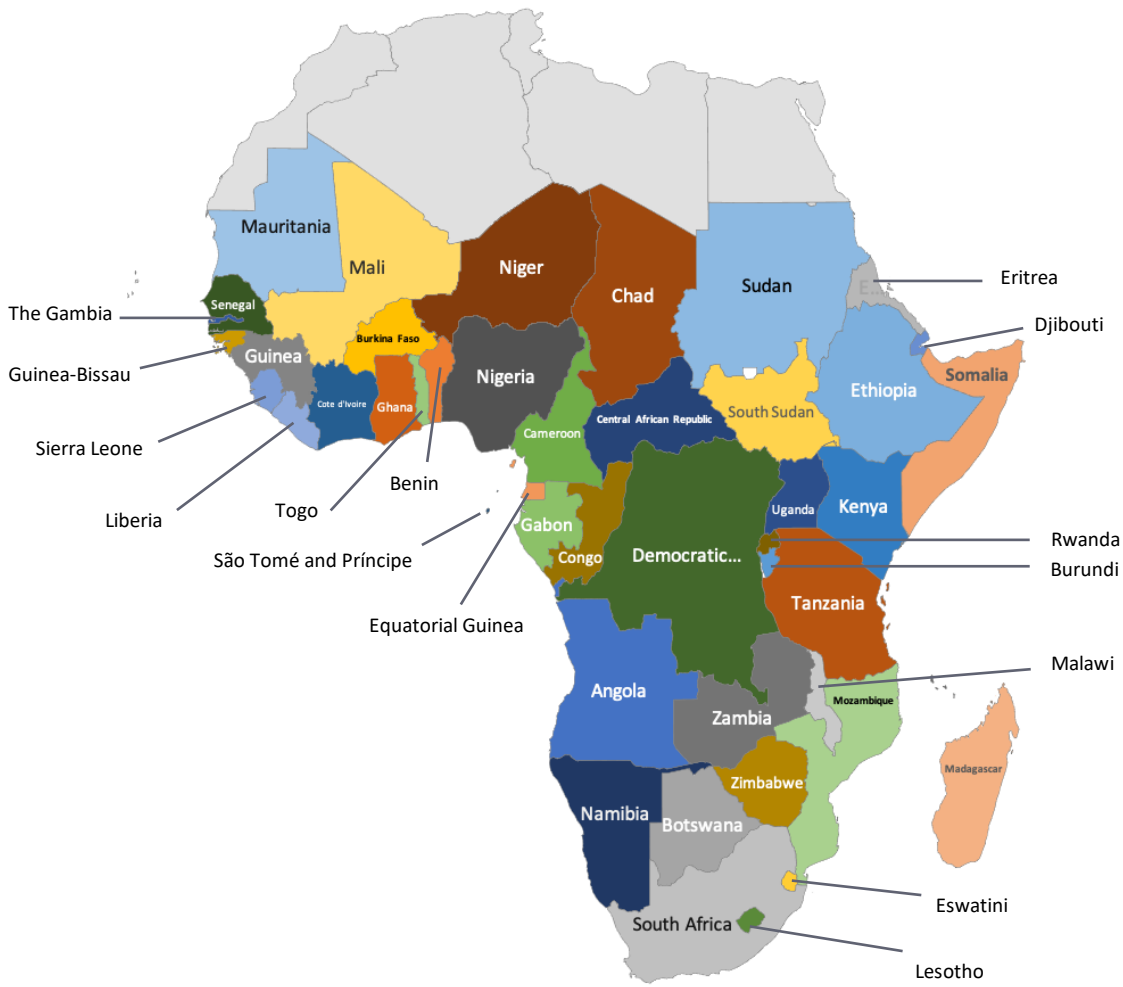 Mauritania
Mali
Niger
Chad
Sudan
Eritrea
E...
Senegal
The Gambia
Djibouti
Burkina Faso
Guinea
Guinea-Bissau
Nigeria
Ethiopia
Somalia
Cote d'Ivoire
Ghana
South Sudan
Central African Republic
Cameroon
Sierra Leone
Benin
Togo
Liberia
Uganda
Kenya
Gabon
São Tomé and Príncipe
Congo
Democratic...
Rwanda
Burundi
Equatorial Guinea
Tanzania
Malawi
Angola
Mozambique
Zambia
Madagascar
Zimbabwe
Namibia
Botswana
Eswatini
South Africa
Lesotho